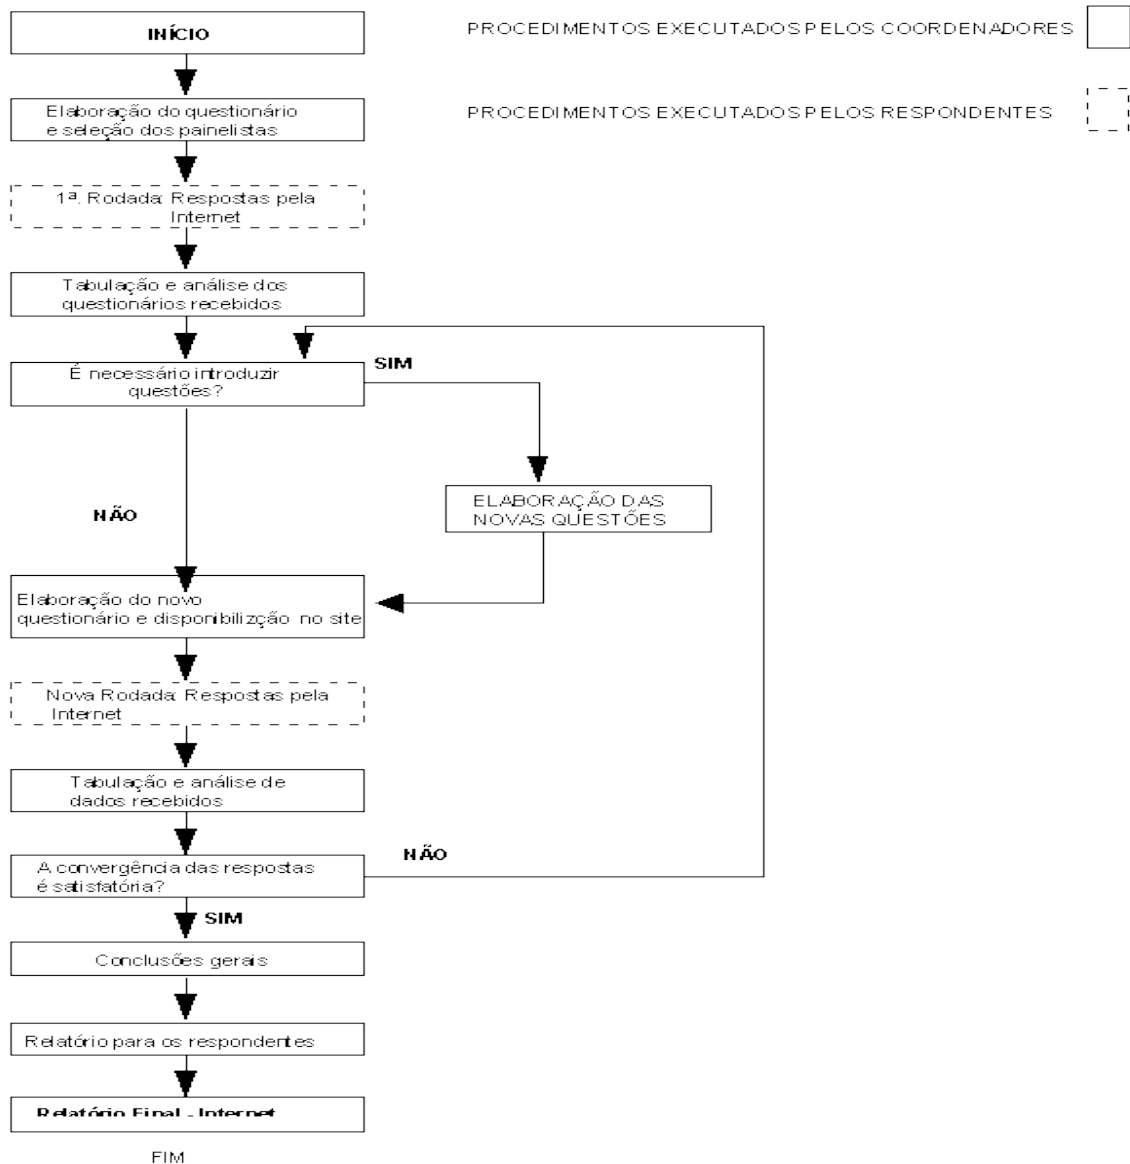 INÍCIO
PROCEDIMENTOS EXECUTADOS PELOS COORDENADORES
Elaboração do questionário
e seleção dos painelistas
PROCEDIMENTOS EXECUTADOS PELOS RESPONDENTES
1ª. Rodada: Respostas pela
Internet
Tabulação e análise dos
questionários recebidos
É necessário introduzir
questões?
SIM
ELABORAÇÃO DAS
NOVAS QUESTÕES
NÃO
Elaboração do novo
questionário e disponibilzção no site
Nova Rodada: Respostas pela
Internet
Tabulação e análise de
dados recebidos
A convergência das respostas
é satisfatória?
NÃO
SIM
Conclusões gerais
Relatório para os respondentes
Relatório Final - Internet
FIM